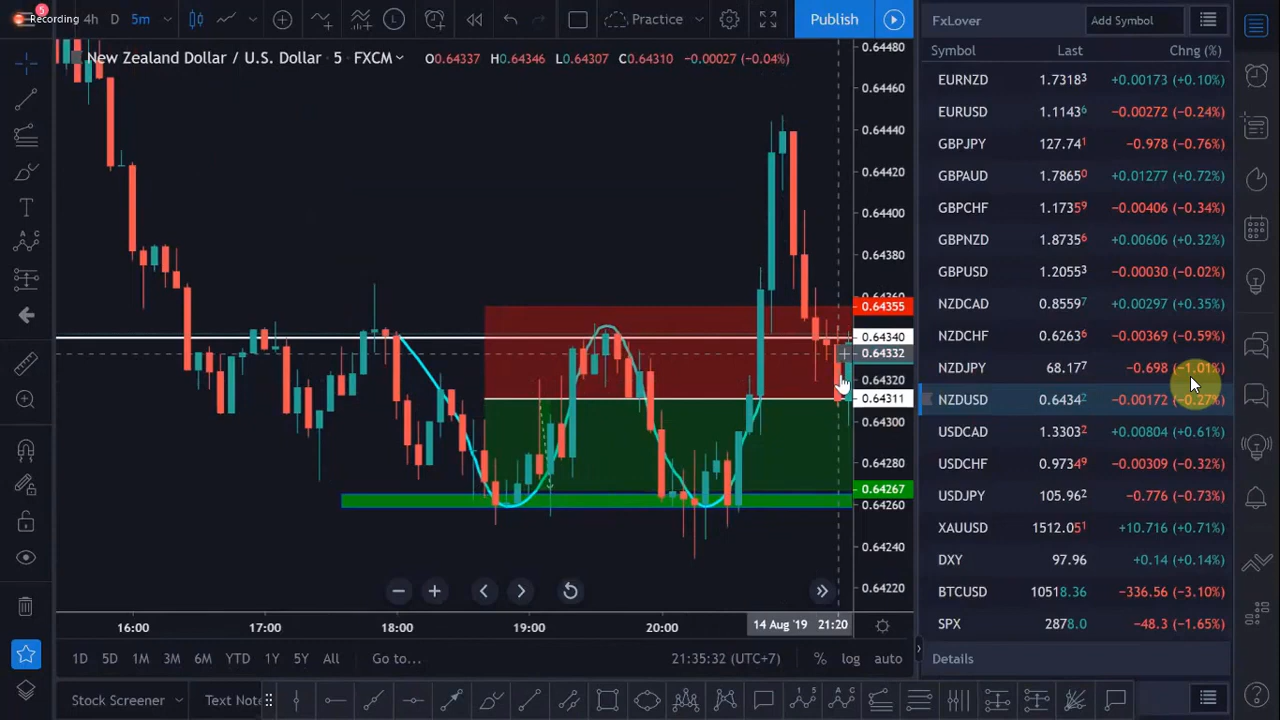 5
Recording
4h D 5m
Practice
Publish
New Zealand Dollar / U.S. Dollar 5 FXCM
O0.64337 H0.64346 L0.64307 C0.64310 −0.00027 (−0.04%)
0.64480
0.64460
0.64440
0.64420
0.64400
0.64380
0.64355
0.64340
0.64332
0.64320
0.64311
0.64300
0.64280
0.64267
0.64260
0.64240
0.64220
16:00 17:00 18:00 19:00 20:00 14 Aug '19 21:20
1D 5D 1M 3M 6M YTD 1Y 5Y All Go to... 21:35:32 (UTC+7) % log auto
Stock Screener Text Note
FxLover Add Symbol
Symbol Last Chng (%)
EURNZD 1.73183 +0.00173 (+0.10%)
EURUSD 1.11436 −0.00272 (−0.24%)
GBPJPY 127.741 −0.978 (−0.76%)
GBPAUD 1.78650 +0.01277 (+0.72%)
GBPCHF 1.17359 −0.00406 (−0.34%)
GBPNZD 1.87356 +0.00606 (+0.32%)
GBPUSD 1.20553 −0.00030 (−0.02%)
NZDCAD 0.85597 +0.00297 (+0.35%)
NZDCHF 0.62636 −0.00369 (−0.59%)
NZDJPY 68.177 −0.698 (−1.01%)
NZDUSD 0.64342 −0.00172 (−0.27%)
USDCAD 1.33032 +0.00804 (+0.61%)
USDCHF 0.97349 −0.00309 (−0.32%)
USDJPY 105.962 −0.776 (−0.73%)
XAUUSD 1512.051 +10.716 (+0.71%)
DXY 97.96 +0.14 (+0.14%)
BTCUSD 10518.36 −336.56 (−3.10%)
SPX 2878.0 −48.3 (−1.65%)
Details